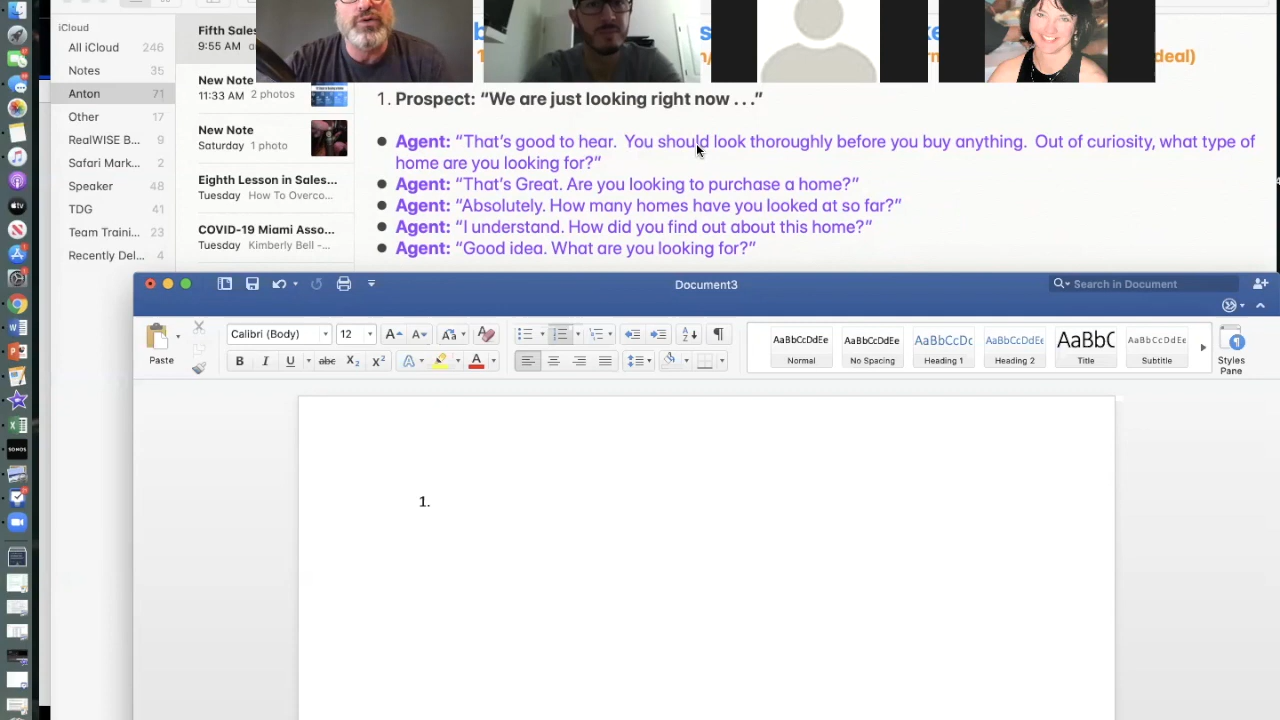 iCloud
All iCloud 246
Notes 35
Anton 71
Other 17
RealWISE B... 9
Safari Mark... 2
Speaker 48
TDG 41
Team Traini... 23
Recently Del... 4
Fifth Sales
9:55 AM
New Note
11:33 AM 2 photos
New Note
Saturday 1 photo
Eighth Lesson in Sales...
Tuesday How To Overco...
COVID-19 Miami Asso...
Tuesday Kimberly Bell -...
deal)
1. Prospect: “We are just looking right now . . .”
● Agent: “That’s good to hear. You should look thoroughly before you buy anything. Out of curiosity, what type of
home are you looking for?”
● Agent: “That’s Great. Are you looking to purchase a home?”
● Agent: “Absolutely. How many homes have you looked at so far?”
● Agent: “I understand. How did you find out about this home?”
● Agent: “Good idea. What are you looking for?”
Document3
Search in Document
Paste
Calibri (Body) 12
AaBbCcDdEe AaBbCcDdEe AaBbCcDc AaBbCcDdEe AaBbC AaBbCcDdEe
Normal No Spacing Heading 1 Heading 2 Title Subtitle
Styles
Pane
1.
SONOS